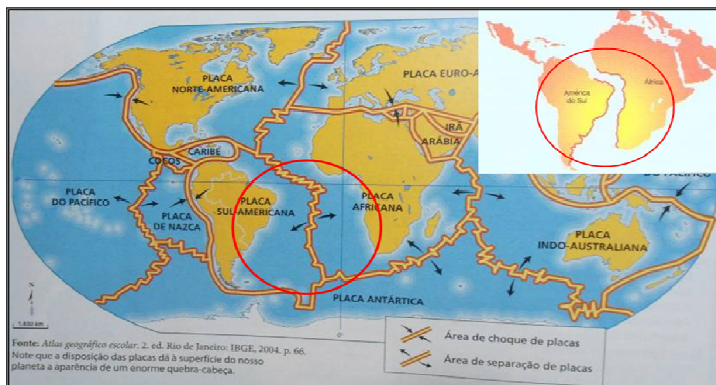 PLACA
NORTE-AMERICANA
PLACA EURO-A
América
do Sul
África
COCOS
CARIBE
IRÃ
ARÁBIA
PLACA
DO PACÍFICO
PLACA
DE NAZCA
PLACA
SUL-AMERICANA
PLACA
AFRICANA
DO PACÍFICO
PLACA
INDO-AUSTRALIANA
PLACA ANTÁRTICA
N
Área de choque de placas
Área de separação de placas
Fonte: Atlas geográfico escolar. 2. ed. Rio de Janeiro: IBGE, 2004. p. 66.
Note que a disposição das placas dá à superfície do nosso
planeta a aparência de um enorme quebra-cabeça.